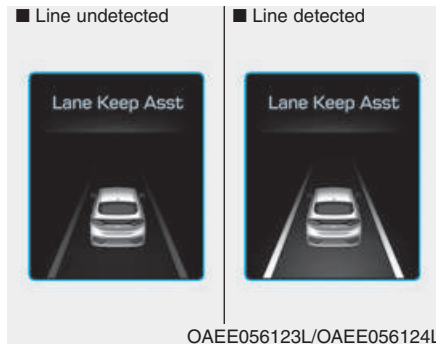 ■ Line undetected
■ Line detected
Lane Keep Asst
Lane Keep Asst
OAEE056123L/OAEE056124L